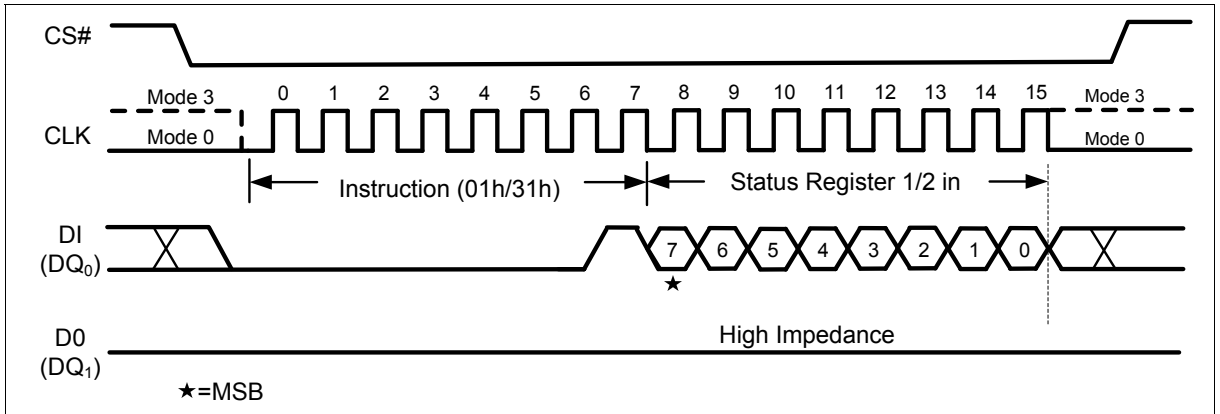 CS#
Mode 3 0 1 2 3 4 5 6 7 8 9 10 11 12 13 14 15 Mode 3
CLK Mode 0 Mode 0
Instruction (01h/31h) Status Register 1/2 in
DI
(DQ₀) 7 6 5 4 3 2 1 0
★
D0 High Impedance
(DQ₁)
★=MSB